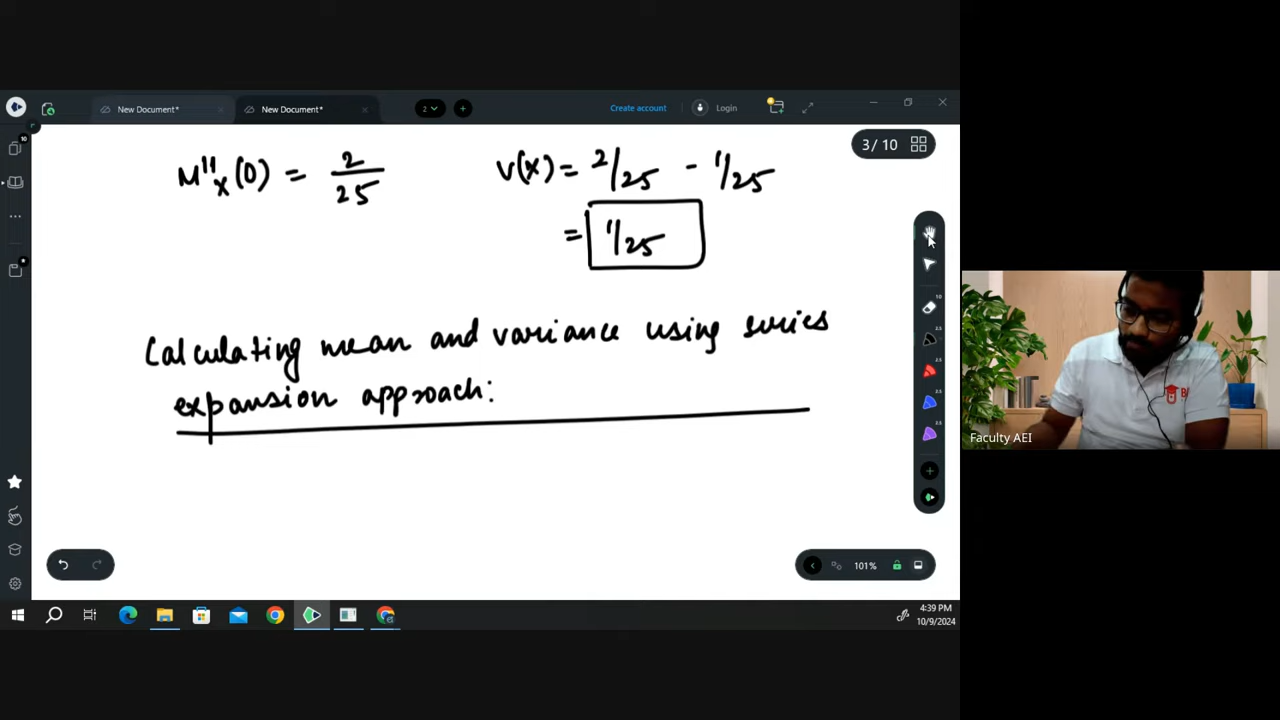 New Document*
New Document*
2
Create account
Login
3 / 10
M''x(0) = 2/25
V(x) = 2/25 - 1/25
= 1/25
Calculating mean and variance using series
expansion approach:
Faculty AEI
101%
4:39 PM
10/9/2024